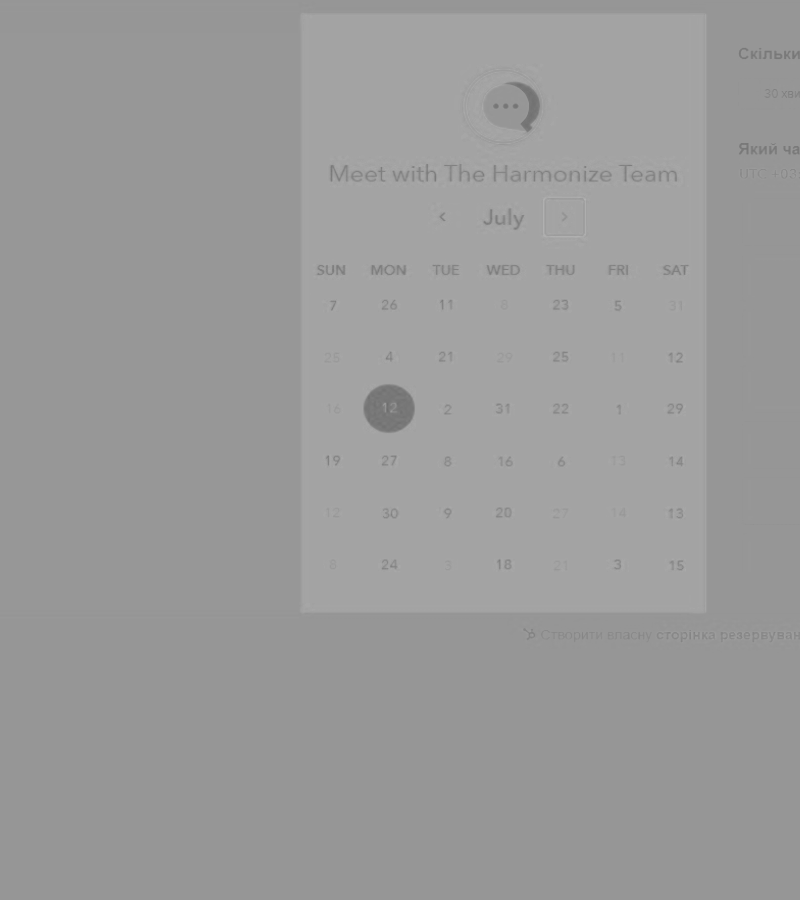 Скільки
30 хви
Meet with The Harmonize Team
Який ча
UTC +02:
July
SUN MON TUE WED THU FRI SAT
7 26 11 8 23 5 31
25 4 21 29 25 11 12
16 12 2 31 22 1 29
19 27 8 16 6 13 14
12 30 9 20 27 14 13
8 24 3 18 21 3 15
Створити власну сторінка резервуван